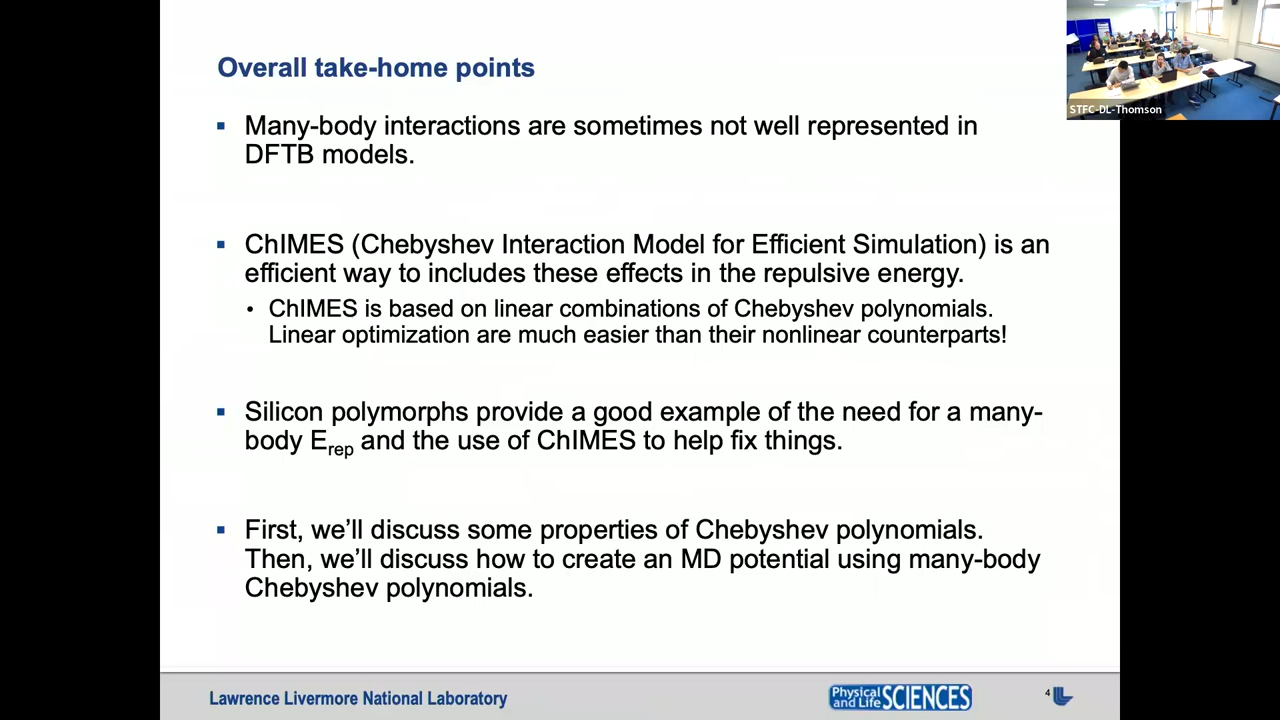 Overall take-home points
▪ Many-body interactions are sometimes not well represented in
DFTB models.
▪ ChIMES (Chebyshev Interaction Model for Efficient Simulation) is an
efficient way to includes these effects in the repulsive energy.
• ChIMES is based on linear combinations of Chebyshev polynomials.
Linear optimization are much easier than their nonlinear counterparts!
▪ Silicon polymorphs provide a good example of the need for a many-
body Erep and the use of ChIMES to help fix things.
▪ First, we'll discuss some properties of Chebyshev polynomials.
Then, we'll discuss how to create an MD potential using many-body
Chebyshev polynomials.
Lawrence Livermore National Laboratory
Physical and Life SCIENCES
4
STFC-DL-Thomson